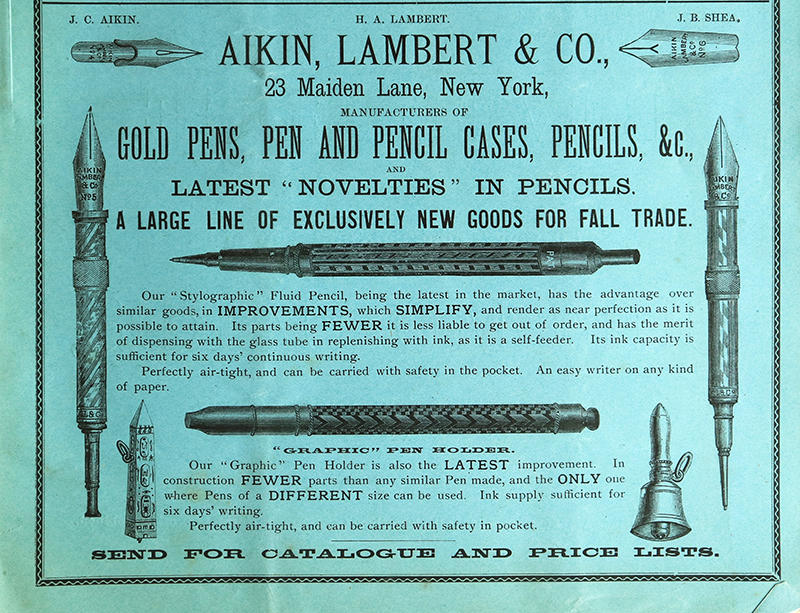 J. C. AIKIN. H. A. LAMBERT. J. B. SHEA.
AIKIN, LAMBERT & CO.,
23 Maiden Lane, New York,
MANUFACTURERS OF
GOLD PENS, PEN AND PENCIL CASES, PENCILS, &c.,
AND
LATEST “NOVELTIES” IN PENCILS.
A LARGE LINE OF EXCLUSIVELY NEW GOODS FOR FALL TRADE.
AIKIN
LAMBERT
& Co
No 6
AIKIN
LAMBERT
& Co
No 5
AIKIN
LAMBERT
& Co
PAT
Our “Stylographic” Fluid Pencil, being the latest in the market, has the advantage over
similar goods, in IMPROVEMENTS, which SIMPLIFY, and render as near perfection as it is
possible to attain. Its parts being FEWER it is less liable to get out of order, and has the merit
of dispensing with the glass tube in replenishing with ink, as it is a self-feeder. Its ink capacity is
sufficient for six days' continuous writing.
Perfectly air-tight, and can be carried with safety in the pocket. An easy writer on any kind
of paper.
“GRAPHIC” PEN HOLDER.
Our “Graphic” Pen Holder is also the LATEST improvement. In
construction FEWER parts than any similar Pen made, and the ONLY one
where Pens of a DIFFERENT size can be used. Ink supply sufficient for
six days' writing.
Perfectly air-tight, and can be carried with safety in pocket.
SEND FOR CATALOGUE AND PRICE LISTS.